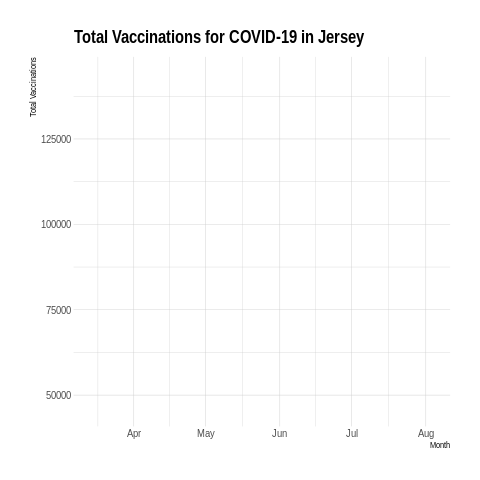 Total Vaccinations for COVID-19 in Jersey
Total Vaccinations
125000
100000
75000
50000
Apr May Jun Jul Aug
Month